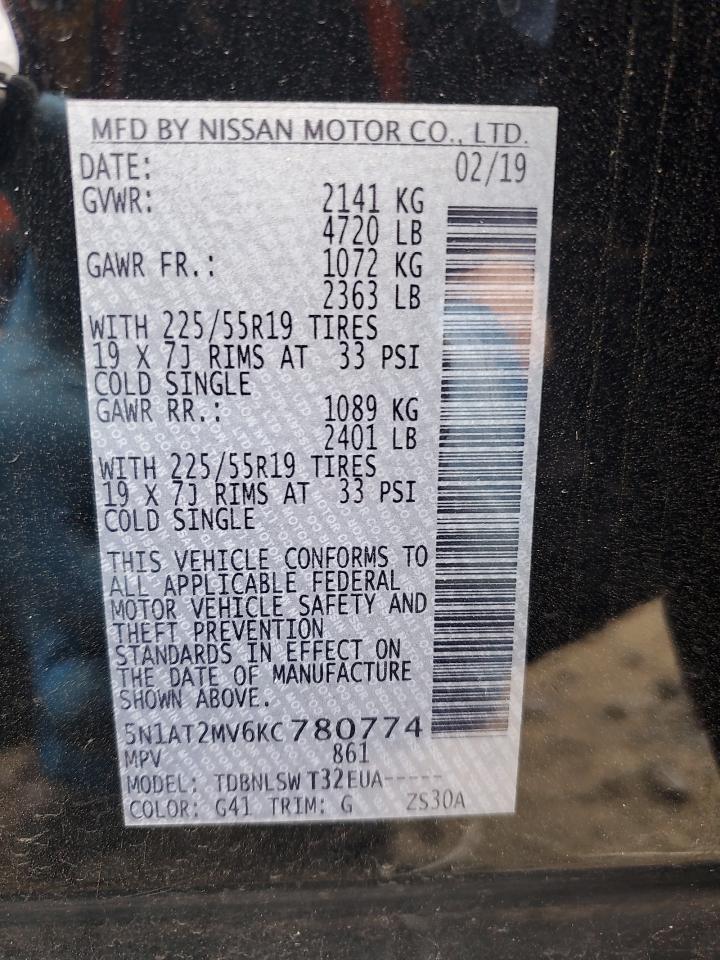 MFD BY NISSAN MOTOR CO., LTD.
DATE: 02/19
GVWR: 2141 KG
4720 LB
GAWR FR.: 1072 KG
2363 LB
WITH 225/55R19 TIRES
19 X 7J RIMS AT 33 PSI
COLD SINGLE
GAWR RR.: 1089 KG
2401 LB
WITH 225/55R19 TIRES
19 X 7J RIMS AT 33 PSI
COLD SINGLE
THIS VEHICLE CONFORMS TO
ALL APPLICABLE FEDERAL
MOTOR VEHICLE SAFETY AND
THEFT PREVENTION
STANDARDS IN EFFECT ON
THE DATE OF MANUFACTURE
SHOWN ABOVE.
5N1AT2MV6KC780774
MPV 861
MODEL: TDBNLSW T32EUA-----
COLOR: G41 TRIM: G ZS30A